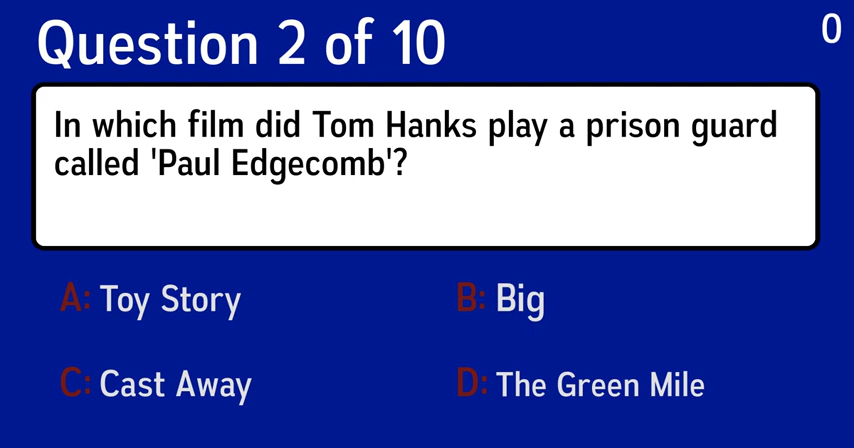 Question 2 of 10
0
In which film did Tom Hanks play a prison guard
called 'Paul Edgecomb'?
A: Toy Story
B: Big
C: Cast Away
D: The Green Mile